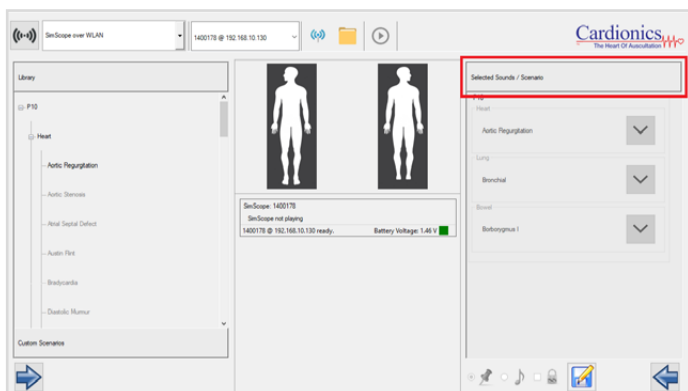 SimScope over WLAN
1400178 @ 192.168.10.130
Cardionics
The Heart Of Auscultation
Library
P10
Heart
Aortic Regurgitation
Aortic Stenosis
Atrial Septal Defect
Austin Flint
Bradycardia
Diastolic Murmur
Custom Scenarios
SimScope: 1400178
SimScope not playing
1400178 @ 192.168.10.130 ready. Battery Voltage: 1.46 V
Selected Sounds / Scenario
P10
Heart
Aortic Regurgitation
Lung
Bronchial
Bowel
Borborygmus I